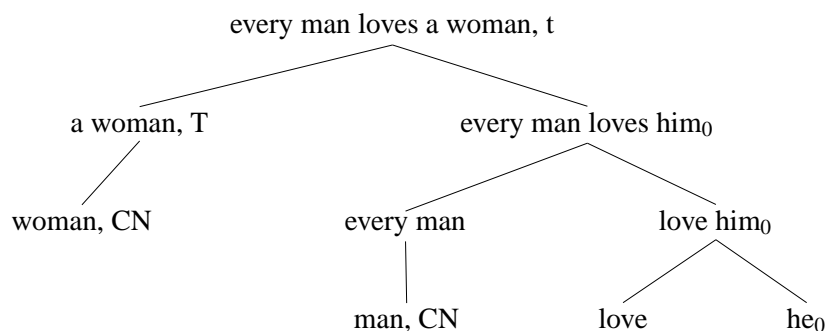 every man loves a woman, t
a woman, T every man loves him₀
woman, CN every man love him₀
man, CN love he₀